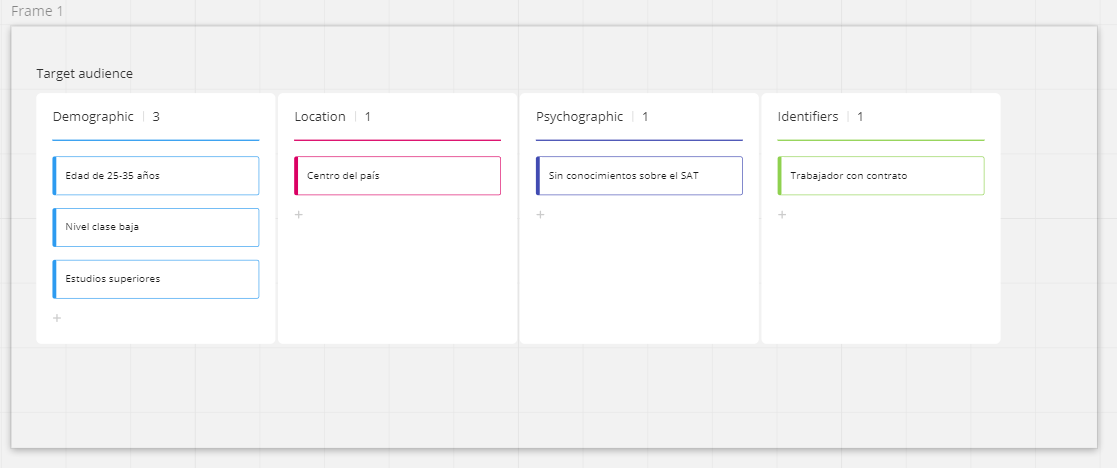 Frame 1
Target audience
Demographic | 3
Edad de 25-35 años
Nivel clase baja
Estudios superiores
+
Location | 1
Centro del país
+
Psychographic | 1
Sin conocimientos sobre el SAT
+
Identifiers | 1
Trabajador con contrato
+